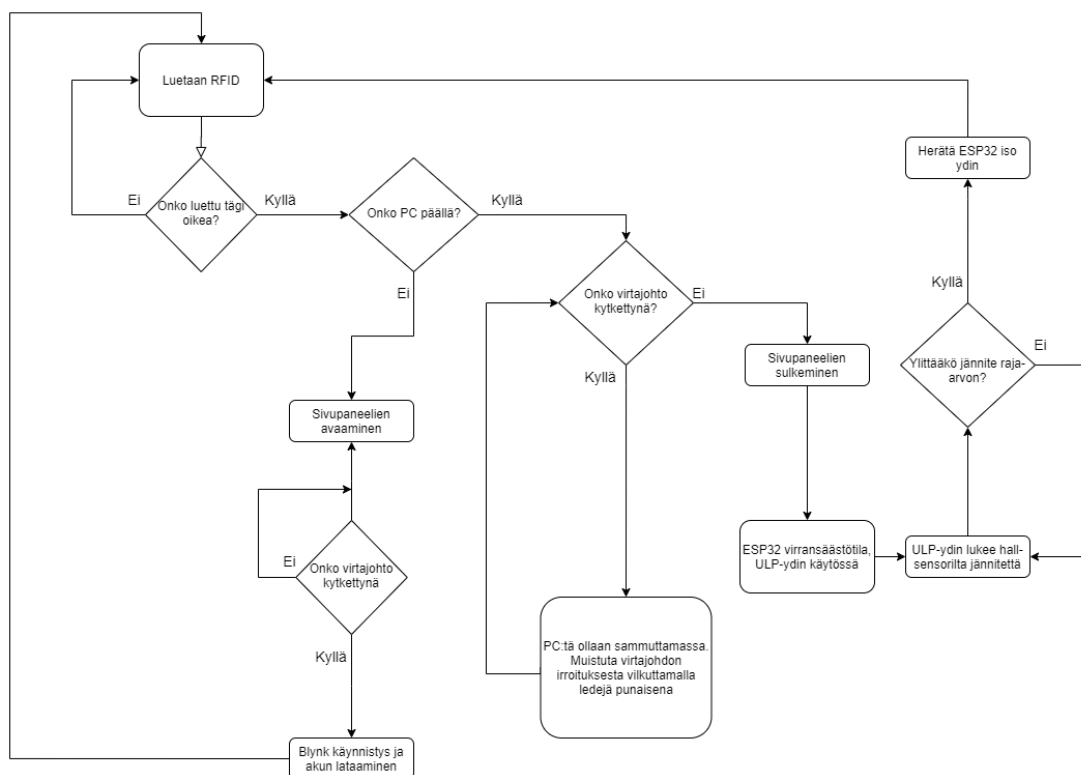 Luetaan RFID
Onko luettu tägi
oikea?
Ei
Kyllä
Onko PC päällä?
Kyllä
Ei
Onko virtajohto
kytkettynä?
Ei
Kyllä
Sivupaneelien
sulkeminen
Herätä ESP32 iso
ydin
Kyllä
Ylittääkö jännite raja-
arvon?
Ei
Sivupaneelien
avaaminen
Ei
Onko virtajohto
kytkettynä
Kyllä
ESP32 virransäästötila,
ULP-ydin käytössä
ULP-ydin lukee hall-
sensorilta jännitettä
PC:tä ollaan sammuttamassa.
Muistuta virtajohdon
irroituksesta vilkuttamalla
ledejä punaisena
Blynk käynnistys ja
akun lataaminen